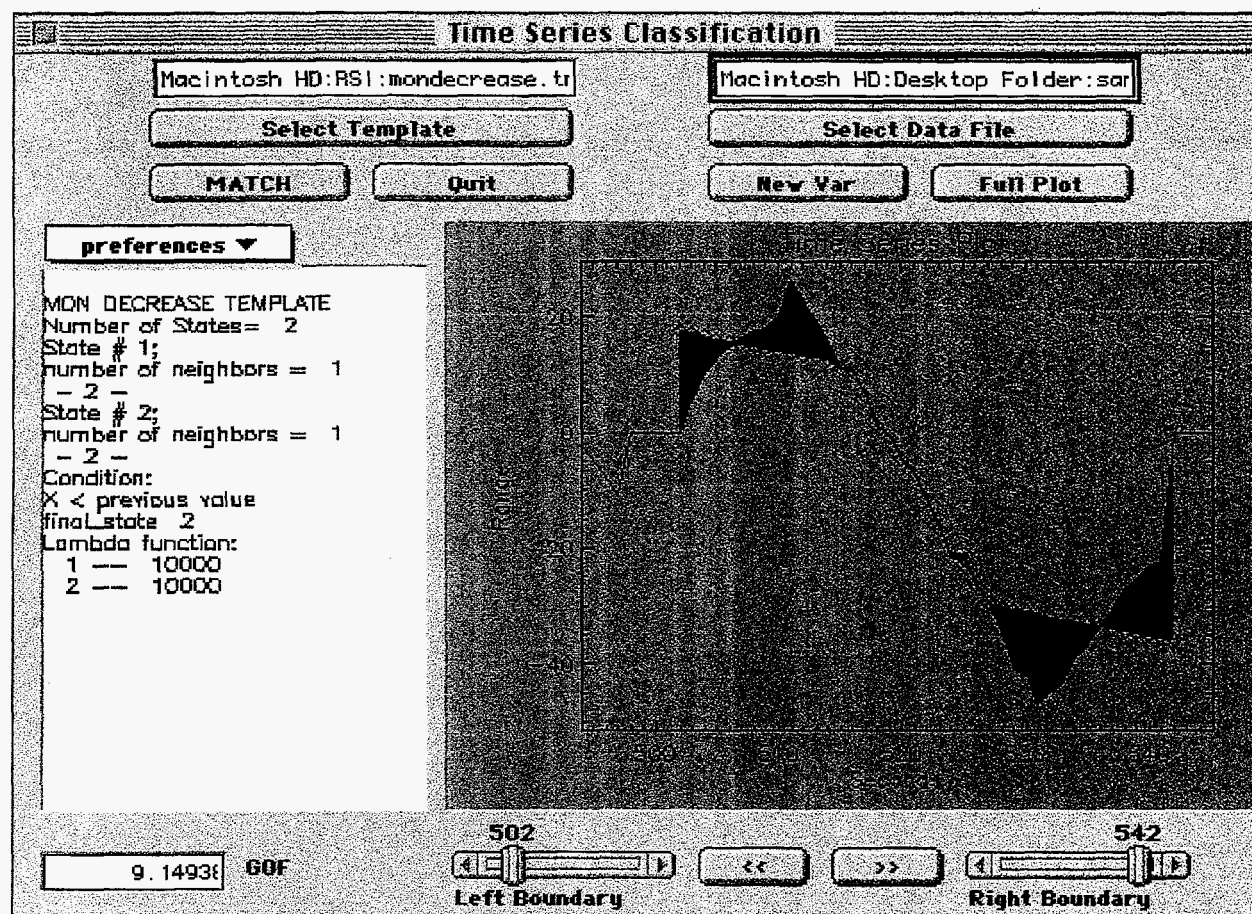 Time Series Classification
Macintosh HD:RSI:mondecrease.tr
Macintosh HD:Desktop Folder:sar
Select Template
Select Data File
MATCH
Quit
New Var
Full Plot
preferences ▼
MON DECREASE TEMPLATE
Number of States= 2
State # 1;
number of neighbors = 1
- 2 -
State # 2;
number of neighbors = 1
- 2 -
Condition:
X < previous value
final_state 2
Lambda function:
1 -- 10000
2 -- 10000
20
0
502
542
9.1493
GOF
<<
>>
Left Boundary
Right Boundary